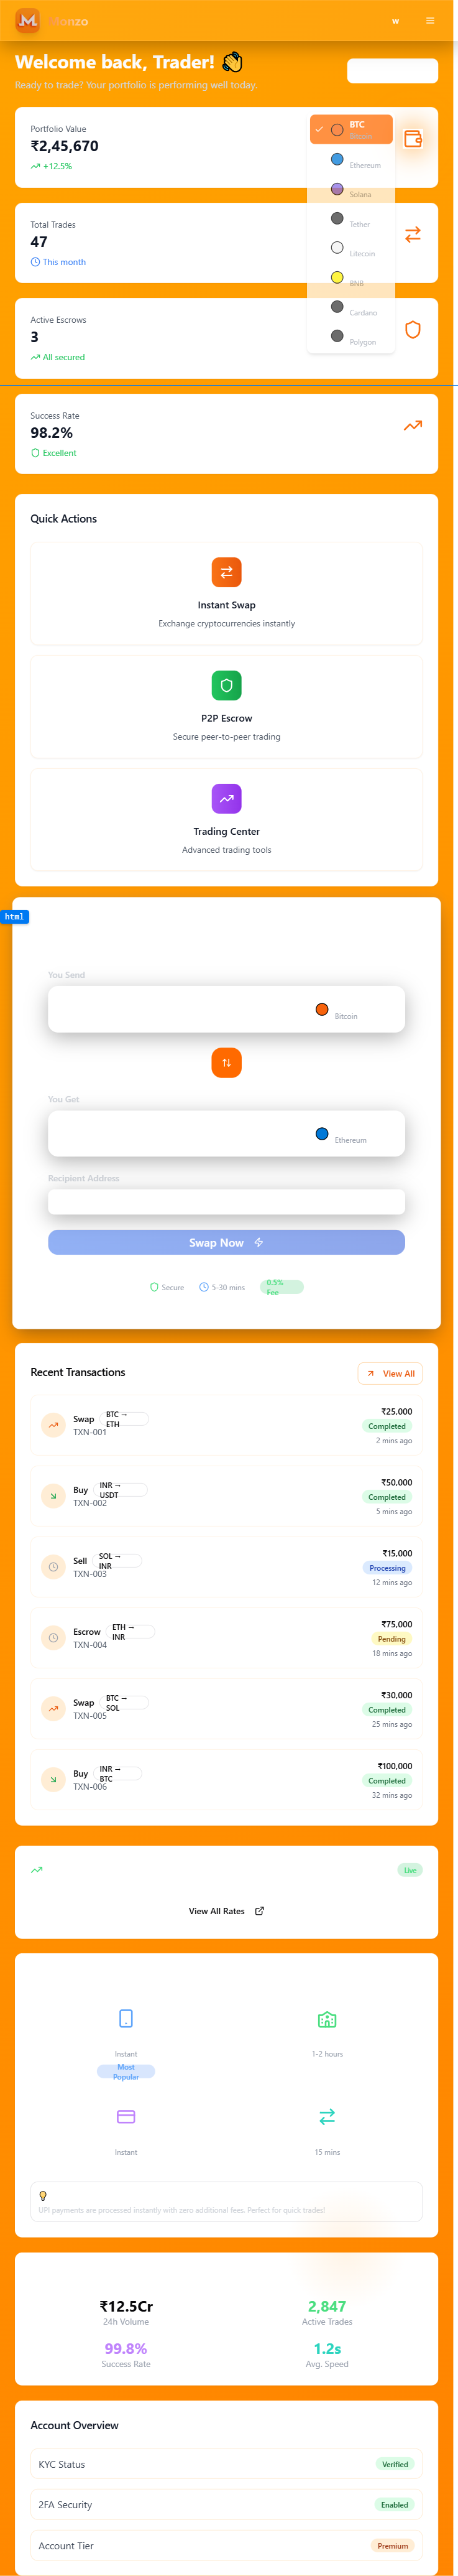 Monzo
w
Welcome back, Trader! 👋
Ready to trade? Your portfolio is performing well today.
Portfolio Value
₹2,45,670
+12.5%
BTC
Bitcoin
Ethereum
Solana
Tether
Litecoin
BNB
Cardano
Polygon
Total Trades
47
This month
Active Escrows
3
All secured
Success Rate
98.2%
Excellent
Quick Actions
Instant Swap
Exchange cryptocurrencies instantly
P2P Escrow
Secure peer-to-peer trading
Trading Center
Advanced trading tools
html
You Send
Bitcoin
You Get
Ethereum
Recipient Address
Swap Now
Secure
5-30 mins
0.5%
Fee
Recent Transactions
View All
Swap
BTC →
ETH
TXN-001
₹25,000
Completed
2 mins ago
Buy
INR →
USDT
TXN-002
₹50,000
Completed
5 mins ago
Sell
SOL →
INR
TXN-003
₹15,000
Processing
12 mins ago
Escrow
ETH →
INR
TXN-004
₹75,000
Pending
18 mins ago
Swap
BTC →
SOL
TXN-005
₹30,000
Completed
25 mins ago
Buy
INR →
BTC
TXN-006
₹100,000
Completed
32 mins ago
Live
View All Rates
Instant
Most
Popular
1-2 hours
Instant
15 mins
💡
UPI payments are processed instantly with zero additional fees. Perfect for quick trades!
₹12.5Cr
24h Volume
2,847
Active Trades
99.8%
Success Rate
1.2s
Avg. Speed
Account Overview
KYC Status
Verified
2FA Security
Enabled
Account Tier
Premium